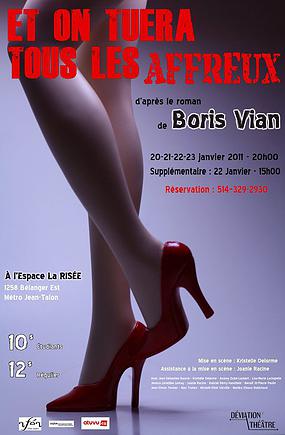 ET ON TUERA
TOUS LES AFFREUX
d'après le roman
de Boris Vian
20-21-22-23 janvier 2011 - 20h00
Supplémentaire : 22 Janvier - 15h00
Réservation : 514-329-2930
À l'Espace La RISÉE
1258 Bélanger Est
Métro Jean-Talon
10$ Étudiants
12$ Régulier
Mise en scène : Kristelle Delorme
Assistance à la mise en scène : Joanie Racine
DÉVIATION
THÉÂTRE